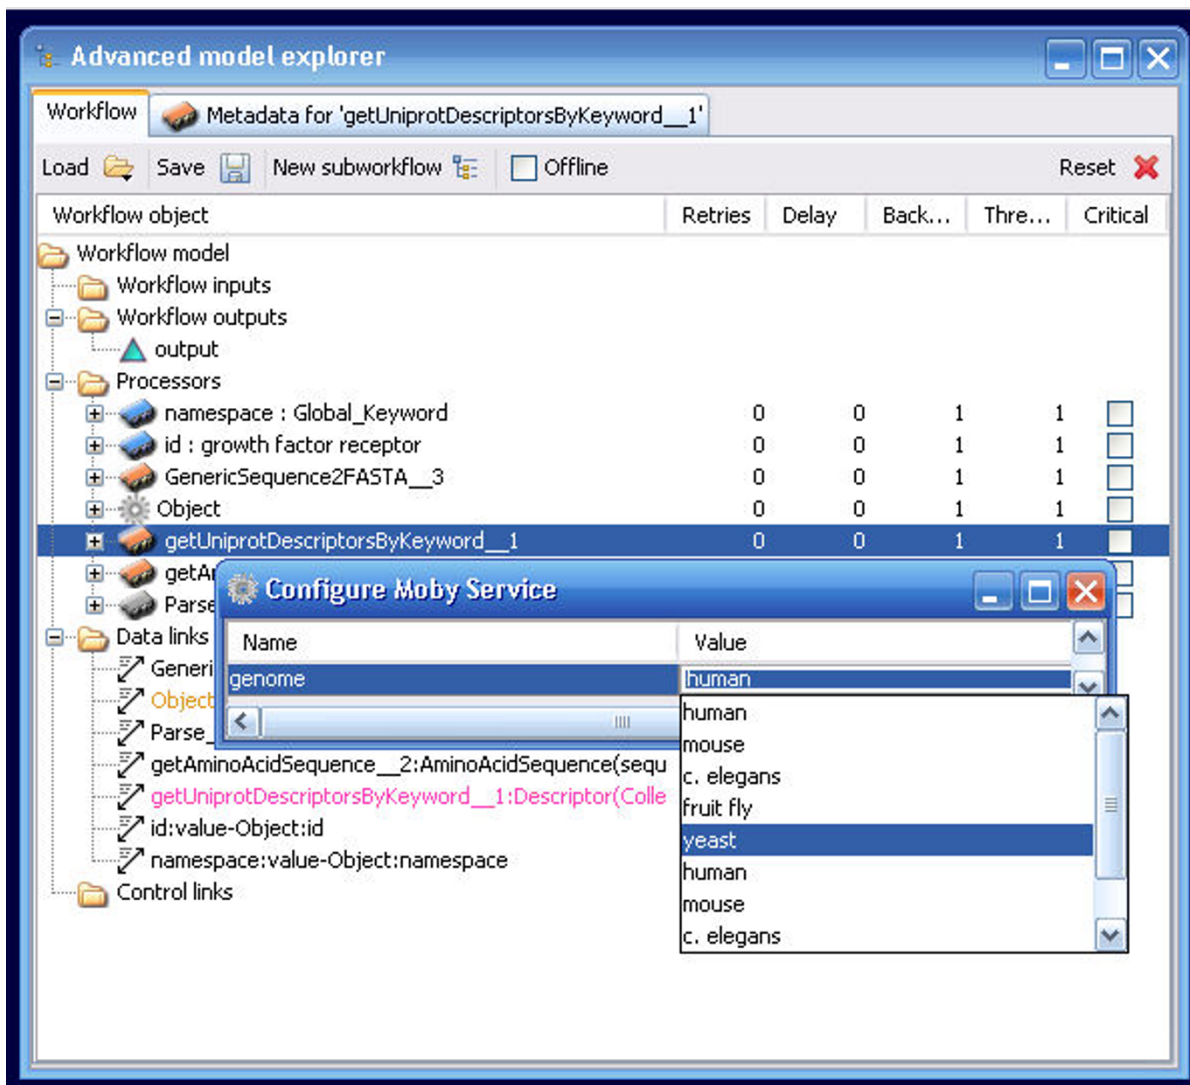 Advanced model explorer
Workflow Metadata for 'getUniprotDescriptorsByKeyword__1'
Load Save New subworkflow Offline Reset
Workflow object Retries Delay Back... Thre... Critical
Workflow model
Workflow inputs
Workflow outputs
output
Processors
namespace : Global_Keyword 0 0 1 1
id : growth factor receptor 0 0 1 1
GenericSequence2FASTA__3 0 0 1 1
Object 0 0 1 1
getUniprotDescriptorsByKeyword__1 0 0 1 1
getA
Parse
Configure Moby Service
Name Value
genome human
Data links
Generi
Object
Parse_
getAminoAcidSequence__2:AminoAcidSequence(sequ
getUniprotDescriptorsByKeyword__1:Descriptor(Colle
id:value-Object:id
namespace:value-Object:namespace
Control links
human
mouse
c. elegans
fruit fly
yeast
human
mouse
c. elegans